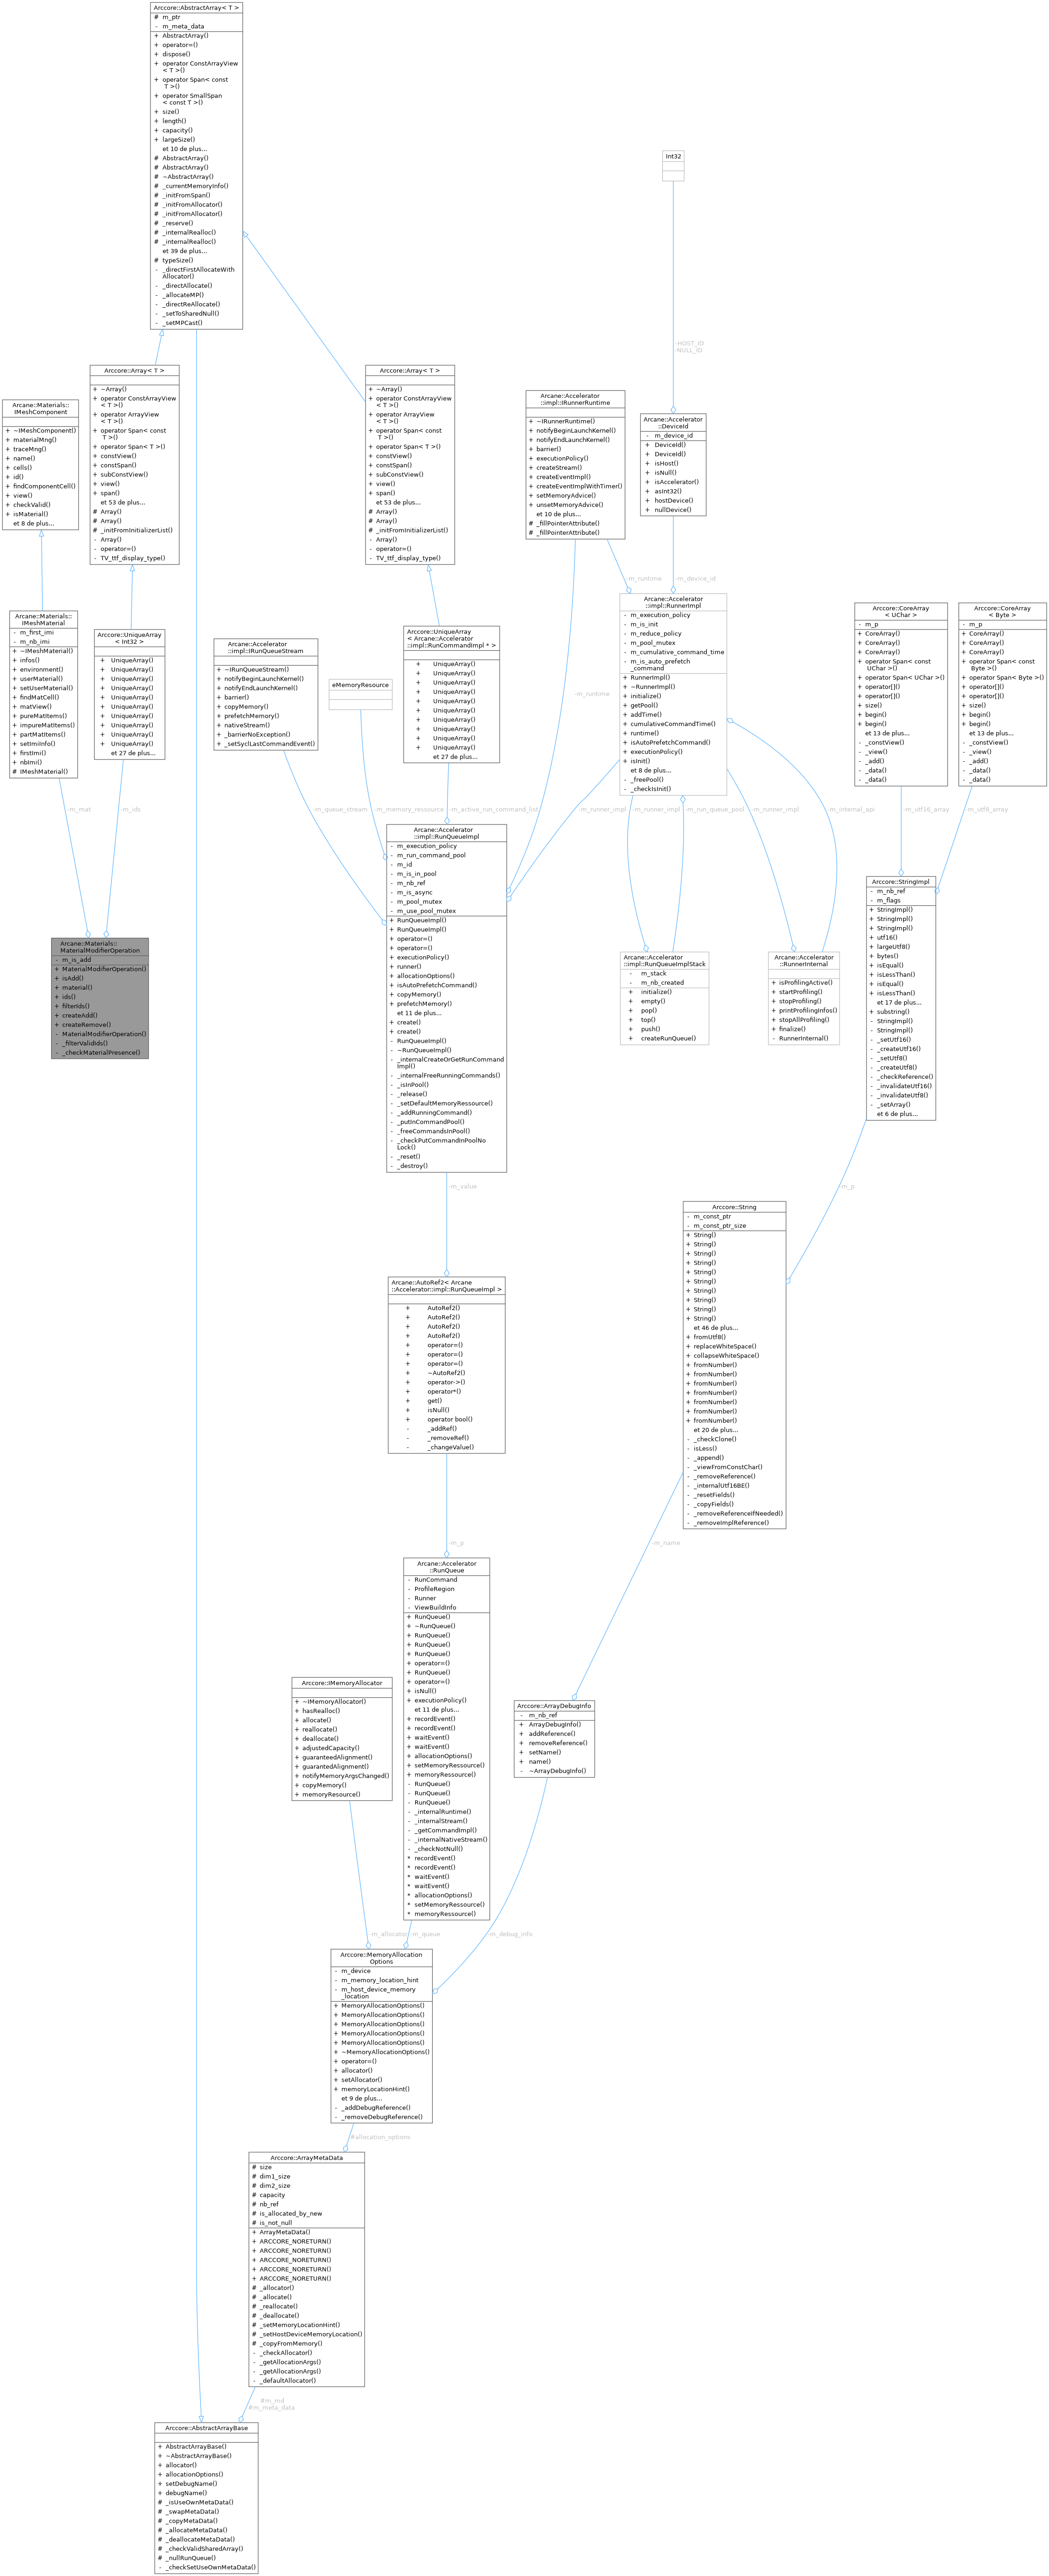 Arccore::AbstractArray< T >
# m_ptr
- m_meta_data
+ AbstractArray()
+ operator=()
+ dispose()
+ operator ConstArrayView
< T >()
+ operator Span< const
T >()
+ operator SmallSpan
< const T >()
+ size()
+ length()
+ capacity()
+ largeSize()
et 10 de plus...
# AbstractArray()
# AbstractArray()
# ~AbstractArray()
# _currentMemoryInfo()
# _initFromSpan()
# _initFromAllocator()
# _initFromAllocator()
# _reserve()
# _internalRealloc()
# _internalRealloc()
et 39 de plus...
# typeSize()
- _directFirstAllocateWith
Allocator()
- _directAllocate()
- _allocateMP()
- _directReAllocate()
- _setToSharedNull()
- _setMPCast()
Int32
-HOST_ID
-NULL_ID
Arccore::Array< T >
+ ~Array()
+ operator ConstArrayView
< T >()
+ operator ArrayView
< T >()
+ operator Span< const
T >()
+ operator Span< T >()
+ constView()
+ constSpan()
+ subConstView()
+ view()
+ span()
et 53 de plus...
# Array()
# Array()
# _initFromInitializerList()
- Array()
- operator=()
- TV_ttf_display_type()
Arccore::Array< T >
+ ~Array()
+ operator ConstArrayView
< T >()
+ operator ArrayView
< T >()
+ operator Span< const
T >()
+ operator Span< T >()
+ constView()
+ constSpan()
+ subConstView()
+ view()
+ span()
et 53 de plus...
# Array()
# Array()
# _initFromInitializerList()
- Array()
- operator=()
- TV_ttf_display_type()
Arcane::Materials::
IMeshComponent
+ ~IMeshComponent()
+ materialMng()
+ traceMng()
+ name()
+ cells()
+ id()
+ findComponentCell()
+ view()
+ checkValid()
+ isMaterial()
et 8 de plus...
Arcane::Accelerator
::impl::IRunnerRuntime
+ ~IRunnerRuntime()
+ notifyBeginLaunchKernel()
+ notifyEndLaunchKernel()
+ barrier()
+ executionPolicy()
+ createStream()
+ createEventImpl()
+ createEventImplWithTimer()
+ setMemoryAdvice()
+ unsetMemoryAdvice()
et 10 de plus...
# _fillPointerAttribute()
# _fillPointerAttribute()
Arcane::Accelerator
::DeviceId
- m_device_id
+ DeviceId()
+ DeviceId()
+ isHost()
+ isNull()
+ isAccelerator()
+ asInt32()
+ hostDevice()
+ nullDevice()
-m_runtime
-m_device_id
Arcane::Materials::
IMeshMaterial
- m_first_imi
- m_nb_imi
+ ~IMeshMaterial()
+ infos()
+ environment()
+ userMaterial()
+ setUserMaterial()
+ findMatCell()
+ matView()
+ pureMatItems()
+ impureMatItems()
+ partMatItems()
+ setImiInfo()
+ firstImi()
+ nbImi()
# IMeshMaterial()
Arccore::UniqueArray
< Int32 >
+ UniqueArray()
+ UniqueArray()
+ UniqueArray()
+ UniqueArray()
+ UniqueArray()
+ UniqueArray()
+ UniqueArray()
+ UniqueArray()
+ UniqueArray()
+ UniqueArray()
et 27 de plus...
Arcane::Accelerator
::impl::IRunQueueStream
+ ~IRunQueueStream()
+ notifyBeginLaunchKernel()
+ notifyEndLaunchKernel()
+ barrier()
+ copyMemory()
+ prefetchMemory()
+ nativeStream()
+ _barrierNoException()
+ _setSyclLastCommandEvent()
eMemoryResource
Arccore::UniqueArray
< Arcane::Accelerator
::impl::RunCommandImpl * >
+ UniqueArray()
+ UniqueArray()
+ UniqueArray()
+ UniqueArray()
+ UniqueArray()
+ UniqueArray()
+ UniqueArray()
+ UniqueArray()
+ UniqueArray()
+ UniqueArray()
et 27 de plus...
-m_runtime
Arcane::Accelerator
::impl::RunnerImpl
- m_execution_policy
- m_is_init
- m_reduce_policy
- m_pool_mutex
- m_cumulative_command_time
- m_is_auto_prefetch
_command
+ RunnerImpl()
+ ~RunnerImpl()
+ initialize()
+ getPool()
+ addTime()
+ cumulativeCommandTime()
+ runtime()
+ isAutoPrefetchCommand()
+ executionPolicy()
+ isInit()
et 8 de plus...
- _freePool()
- _checkIsInit()
Arccore::CoreArray
< UChar >
- m_p
+ CoreArray()
+ CoreArray()
+ CoreArray()
+ operator Span< const
UChar >()
+ operator Span< UChar >()
+ operator[]()
+ operator[]()
+ size()
+ begin()
+ begin()
et 13 de plus...
- _constView()
- _view()
- _add()
- _data()
- _data()
Arccore::CoreArray
< Byte >
- m_p
+ CoreArray()
+ CoreArray()
+ CoreArray()
+ operator Span< const
Byte >()
+ operator Span< Byte >()
+ operator[]()
+ operator[]()
+ size()
+ begin()
+ begin()
et 13 de plus...
- _constView()
- _view()
- _add()
- _data()
- _data()
-m_mat
-m_ids
-m_queue_stream
-m_memory_ressource
-m_active_run_command_list
-m_runner_impl
-m_runner_impl
-m_run_queue_pool
-m_runner_impl
-m_internal_api
-m_utf16_array
-m_utf8_array
Arcane::Materials::
MaterialModifierOperation
- m_is_add
+ MaterialModifierOperation()
+ isAdd()
+ material()
+ ids()
+ filterIds()
+ createAdd()
+ createRemove()
- MaterialModifierOperation()
- _filterValidIds()
- _checkMaterialPresence()
Arcane::Accelerator
::impl::RunQueueImpl
- m_execution_policy
- m_run_command_pool
- m_id
- m_is_in_pool
- m_nb_ref
- m_is_async
- m_pool_mutex
- m_use_pool_mutex
+ RunQueueImpl()
+ RunQueueImpl()
+ operator=()
+ operator=()
+ executionPolicy()
+ runner()
+ allocationOptions()
+ isAutoPrefetchCommand()
+ copyMemory()
+ prefetchMemory()
et 11 de plus...
+ create()
+ create()
- RunQueueImpl()
- ~RunQueueImpl()
- _internalCreateOrGetRunCommand
Impl()
- _internalFreeRunningCommands()
- _isInPool()
- _release()
- _setDefaultMemoryRessource()
- _addRunningCommand()
- _putInCommandPool()
- _freeCommandsInPool()
- _checkPutCommandInPoolNo
Lock()
- _reset()
- _destroy()
Arcane::Accelerator
::impl::RunQueueImplStack
- m_stack
- m_nb_created
+ initialize()
+ empty()
+ pop()
+ top()
+ push()
+ createRunQueue()
Arcane::Accelerator
::RunnerInternal
+ isProfilingActive()
+ startProfiling()
+ stopProfiling()
+ printProfilingInfos()
+ stopAllProfiling()
+ finalize()
- RunnerInternal()
Arccore::StringImpl
- m_nb_ref
- m_flags
+ StringImpl()
+ StringImpl()
+ StringImpl()
+ utf16()
+ largeUtf8()
+ bytes()
+ isEqual()
+ isLessThan()
+ isEqual()
+ isLessThan()
et 17 de plus...
+ substring()
- StringImpl()
- StringImpl()
- _setUtf16()
- _createUtf16()
- _setUtf8()
- _createUtf8()
- _checkReference()
- _invalidateUtf16()
- _invalidateUtf8()
- _setArray()
et 6 de plus...
-m_value
-m_p
Arccore::String
- m_const_ptr
- m_const_ptr_size
+ String()
+ String()
+ String()
+ String()
+ String()
+ String()
+ String()
+ String()
+ String()
+ String()
et 46 de plus...
+ fromUtf8()
+ replaceWhiteSpace()
+ collapseWhiteSpace()
+ fromNumber()
+ fromNumber()
+ fromNumber()
+ fromNumber()
+ fromNumber()
+ fromNumber()
+ fromNumber()
et 20 de plus...
- _checkClone()
- isLess()
- _append()
- _viewFromConstChar()
- _removeReference()
- _internalUtf16BE()
- _resetFields()
- _copyFields()
- _removeReferenceIfNeeded()
- _removeImplReference()
Arcane::AutoRef2< Arcane
::Accelerator::impl::RunQueueImpl >
+ AutoRef2()
+ AutoRef2()
+ AutoRef2()
+ AutoRef2()
+ operator=()
+ operator=()
+ operator=()
+ ~AutoRef2()
+ operator->()
+ operator*()
+ get()
+ isNull()
+ operator bool()
- _addRef()
- _removeRef()
- _changeValue()
-m_p
-m_name
Arcane::Accelerator
::RunQueue
- RunCommand
- ProfileRegion
- Runner
- ViewBuildInfo
+ RunQueue()
+ ~RunQueue()
+ RunQueue()
+ RunQueue()
+ RunQueue()
+ operator=()
+ RunQueue()
+ operator=()
+ isNull()
+ executionPolicy()
et 11 de plus...
+ recordEvent()
+ recordEvent()
+ waitEvent()
+ waitEvent()
+ allocationOptions()
+ setMemoryRessource()
+ memoryRessource()
- RunQueue()
- RunQueue()
- RunQueue()
- _internalRuntime()
- _internalStream()
- _getCommandImpl()
- _internalNativeStream()
- _checkNotNull()
* recordEvent()
* recordEvent()
* waitEvent()
* waitEvent()
* allocationOptions()
* setMemoryRessource()
* memoryRessource()
Arccore::IMemoryAllocator
+ ~IMemoryAllocator()
+ hasRealloc()
+ allocate()
+ reallocate()
+ deallocate()
+ adjustedCapacity()
+ guaranteedAlignment()
+ guarantedAlignment()
+ notifyMemoryArgsChanged()
+ copyMemory()
+ memoryResource()
Arccore::ArrayDebugInfo
- m_nb_ref
+ ArrayDebugInfo()
+ addReference()
+ removeReference()
+ setName()
+ name()
- ~ArrayDebugInfo()
-m_allocator
-m_queue
-m_debug_info
Arccore::MemoryAllocation
Options
- m_device
- m_memory_location_hint
- m_host_device_memory
_location
+ MemoryAllocationOptions()
+ MemoryAllocationOptions()
+ MemoryAllocationOptions()
+ MemoryAllocationOptions()
+ MemoryAllocationOptions()
+ ~MemoryAllocationOptions()
+ operator=()
+ allocator()
+ setAllocator()
+ memoryLocationHint()
et 9 de plus...
- _addDebugReference()
- _removeDebugReference()
#allocation_options
Arccore::ArrayMetaData
# size
# dim1_size
# dim2_size
# capacity
# nb_ref
# is_allocated_by_new
# is_not_null
+ ArrayMetaData()
+ ARCCORE_NORETURN()
+ ARCCORE_NORETURN()
+ ARCCORE_NORETURN()
+ ARCCORE_NORETURN()
+ ARCCORE_NORETURN()
# _allocator()
# _allocate()
# _reallocate()
# _deallocate()
# _setMemoryLocationHint()
# _setHostDeviceMemoryLocation()
# _copyFromMemory()
- _checkAllocator()
- _getAllocationArgs()
- _getAllocationArgs()
- _defaultAllocator()
#m_md
#m_meta_data
Arccore::AbstractArrayBase
+ AbstractArrayBase()
+ ~AbstractArrayBase()
+ allocator()
+ allocationOptions()
+ setDebugName()
+ debugName()
# _isUseOwnMetaData()
# _swapMetaData()
# _copyMetaData()
# _allocateMetaData()
# _deallocateMetaData()
# _checkValidSharedArray()
# _nullRunQueue()
- _checkSetUseOwnMetaData()